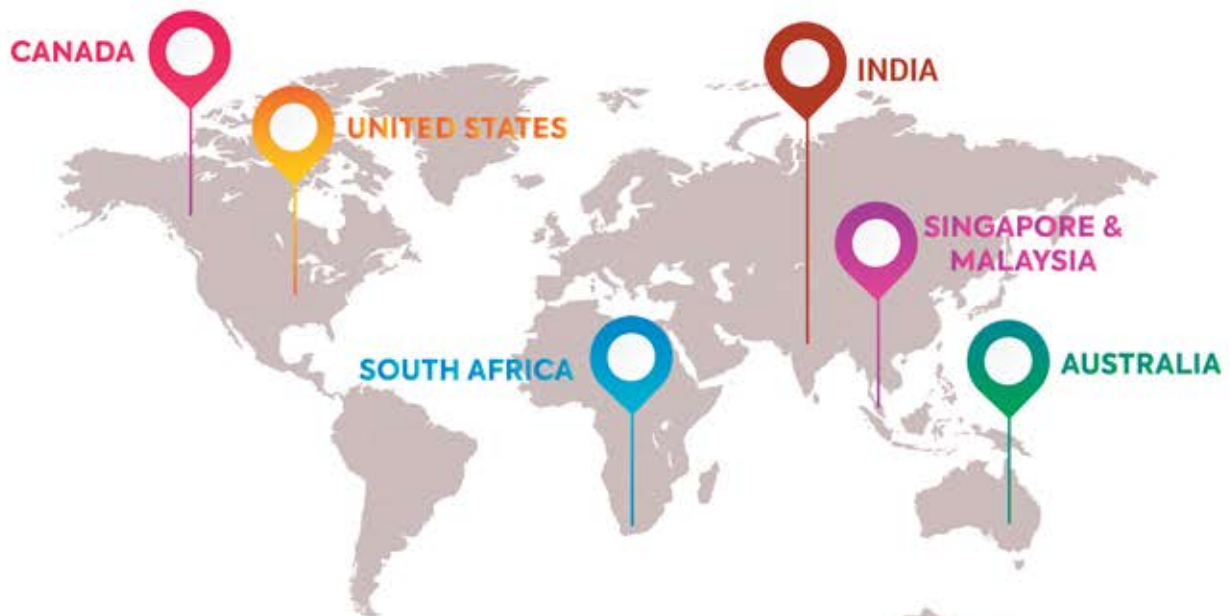 CANADA
INDIA
UNITED STATES
SINGAPORE &
MALAYSIA
SOUTH AFRICA
AUSTRALIA